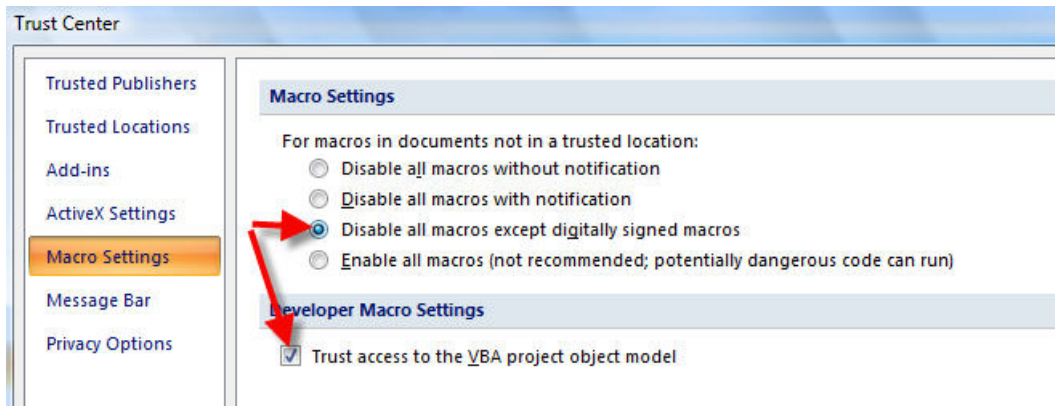 Trust Center
Trusted Publishers
Trusted Locations
Add-ins
ActiveX Settings
Macro Settings
Message Bar
Privacy Options
Macro Settings
For macros in documents not in a trusted location:
Disable all macros without notification
Disable all macros with notification
Disable all macros except digitally signed macros
Enable all macros (not recommended; potentially dangerous code can run)
Developer Macro Settings
Trust access to the VBA project object model